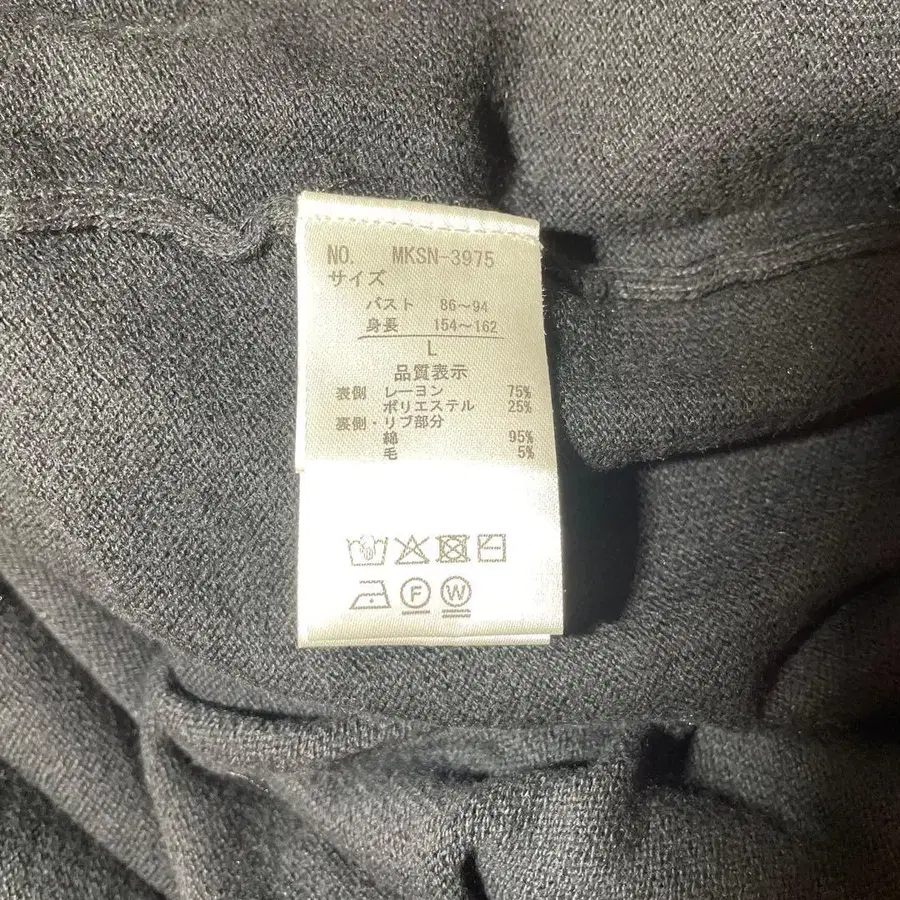 NO. MKSN-3975
サイズ
バスト 86～94
身長 154～162
L
品質表示
表側 レーヨン 75%
ポリエステル 25%
裏側・リブ部分
綿 95%
毛 5%
F W